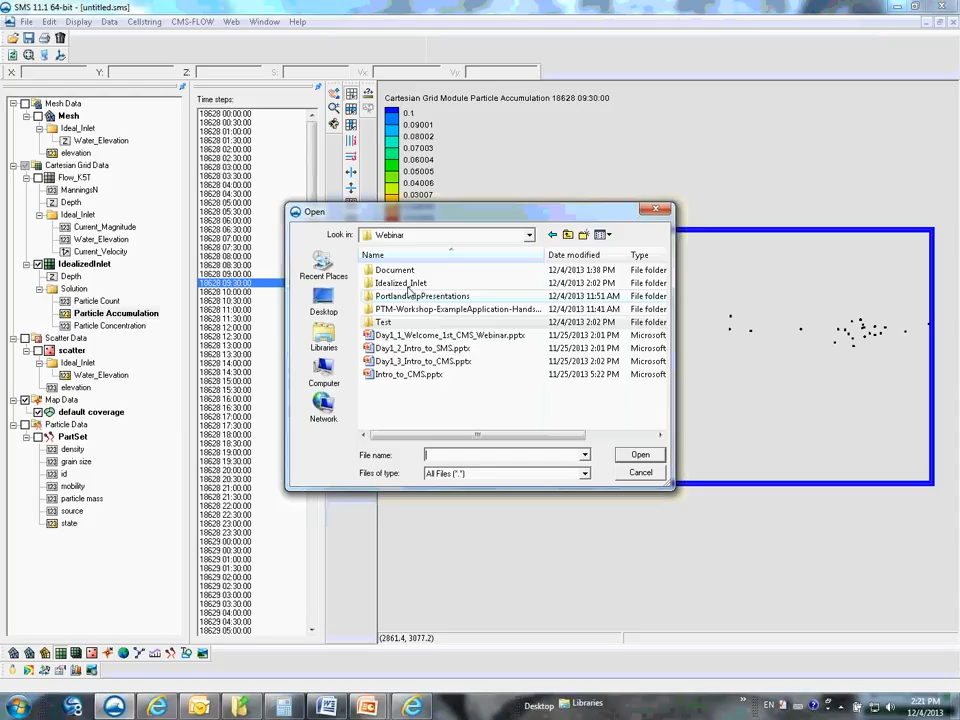 SMS 11.1 64-bit - [untitled.sms]
File Edit Display Data Cellstring CMS-FLOW Web Window Help
X: Y: Z: S: Vx: Vy:
Mesh Data
Mesh
Ideal_Inlet
Water_Elevation
elevation
Cartesian Grid Data
Flow_K5T
ManningsN
Depth
Ideal_Inlet
Current_Magnitude
Water_Elevation
Current_Velocity
IdealizedInlet
Depth
Solution
Particle Count
Particle Accumulation
Particle Concentration
Scatter Data
scatter
Ideal_Inlet
Water_Elevation
elevation
Map Data
default coverage
Particle Data
PartSet
density
grain size
id
mobility
particle mass
source
state
Time steps:
18628 00:00:00
18628 00:30:00
18628 01:00:00
18628 01:30:00
18628 02:00:00
18628 02:30:00
18628 03:00:00
18628 03:30:00
18628 04:00:00
18628 04:30:00
18628 05:00:00
18628 05:30:00
18628 06:00:00
18628 06:30:00
18628 07:00:00
18628 07:30:00
18628 08:00:00
18628 08:30:00
18628 09:00:00
18628 09:30:00
18628 10:00:00
18628 10:30:00
18628 11:00:00
18628 11:30:00
18628 12:00:00
18628 12:30:00
18628 13:00:00
18628 13:30:00
18628 14:00:00
18628 14:30:00
18628 15:00:00
18628 15:30:00
18628 16:00:00
18628 16:30:00
18628 17:00:00
18628 17:30:00
18628 18:00:00
18628 18:30:00
18628 19:00:00
18628 19:30:00
18628 20:00:00
18628 20:30:00
18628 21:00:00
18628 21:30:00
18628 22:00:00
18628 22:30:00
18628 23:00:00
18628 23:30:00
18629 00:00:00
18629 00:30:00
18629 01:00:00
18629 01:30:00
18629 02:00:00
18629 02:30:00
18629 03:00:00
18629 03:30:00
18629 04:00:00
18629 04:30:00
18629 05:00:00
Cartesian Grid Module Particle Accumulation 18628 09:30:00
0.1
0.09001
0.08002
0.07003
0.06004
0.05005
0.04006
0.03007
Open
Look in: Webinar
Recent Places
Desktop
Libraries
Computer
Network
Name Date modified Type
Document 12/4/2013 1:38 PM File folder
Idealized_Inlet 12/4/2013 2:02 PM File folder
12/4/2013 11:51 AM File folder
PTM-Workshop-ExampleApplication-Hands... 12/4/2013 11:41 AM File folder
Test 12/4/2013 2:02 PM File folder
Day1_1_Welcome_1st_CMS_Webinar.pptx 11/25/2013 2:01 PM Microsoft
Day1_2_Intro_to_SMS.pptx 11/25/2013 2:01 PM Microsoft
Day1_3_Intro_to_CMS.pptx 11/25/2013 2:02 PM Microsoft
Intro_to_CMS.pptx 11/25/2013 5:22 PM Microsoft
File name: Open
Files of type: All Files (*.*) Cancel
(2861.4, 3077.2)
Desktop Libraries EN 2:21 PM
12/4/2013